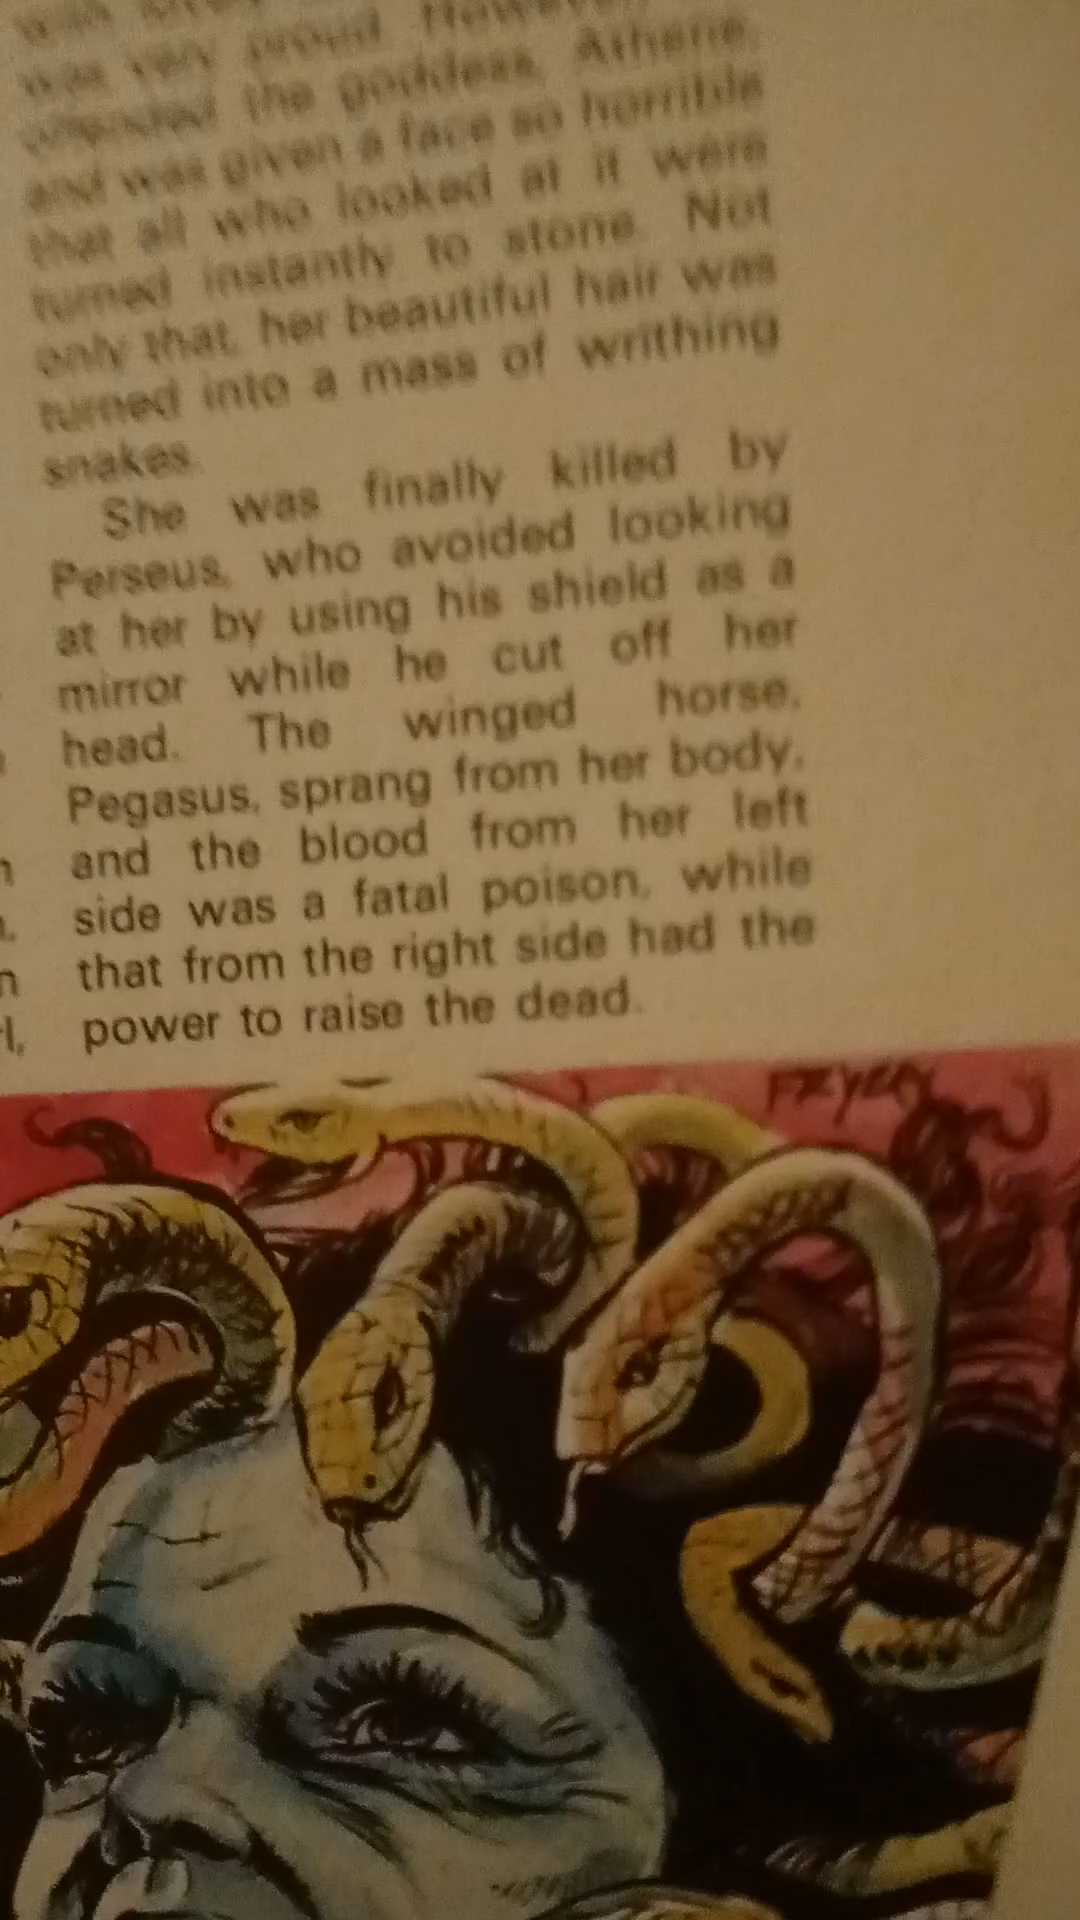 was very proud. However,
offended the goddess, Athene,
and was given a face so horrible
that all who looked at it were
turned instantly to stone. Not
only that, her beautiful hair was
turned into a mass of writhing
snakes.
She was finally killed by
Perseus, who avoided looking
at her by using his shield as a
mirror while he cut off her
head. The winged horse,
Pegasus, sprang from her body,
and the blood from her left
side was a fatal poison, while
that from the right side had the
power to raise the dead.